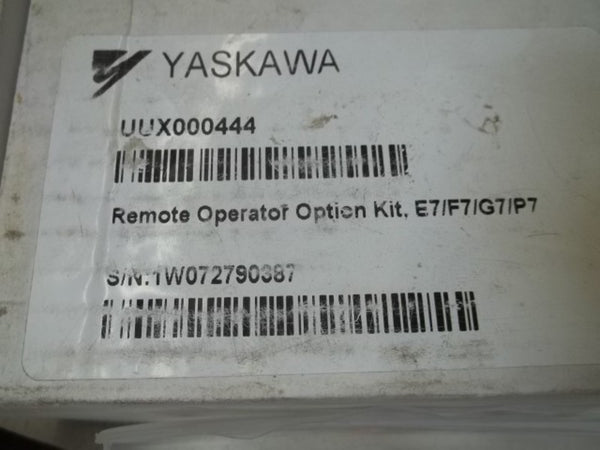 YASKAWA
UUX000444
Remote Operator Option Kit, E7/F7/G7/P7
S/N:1W072790387